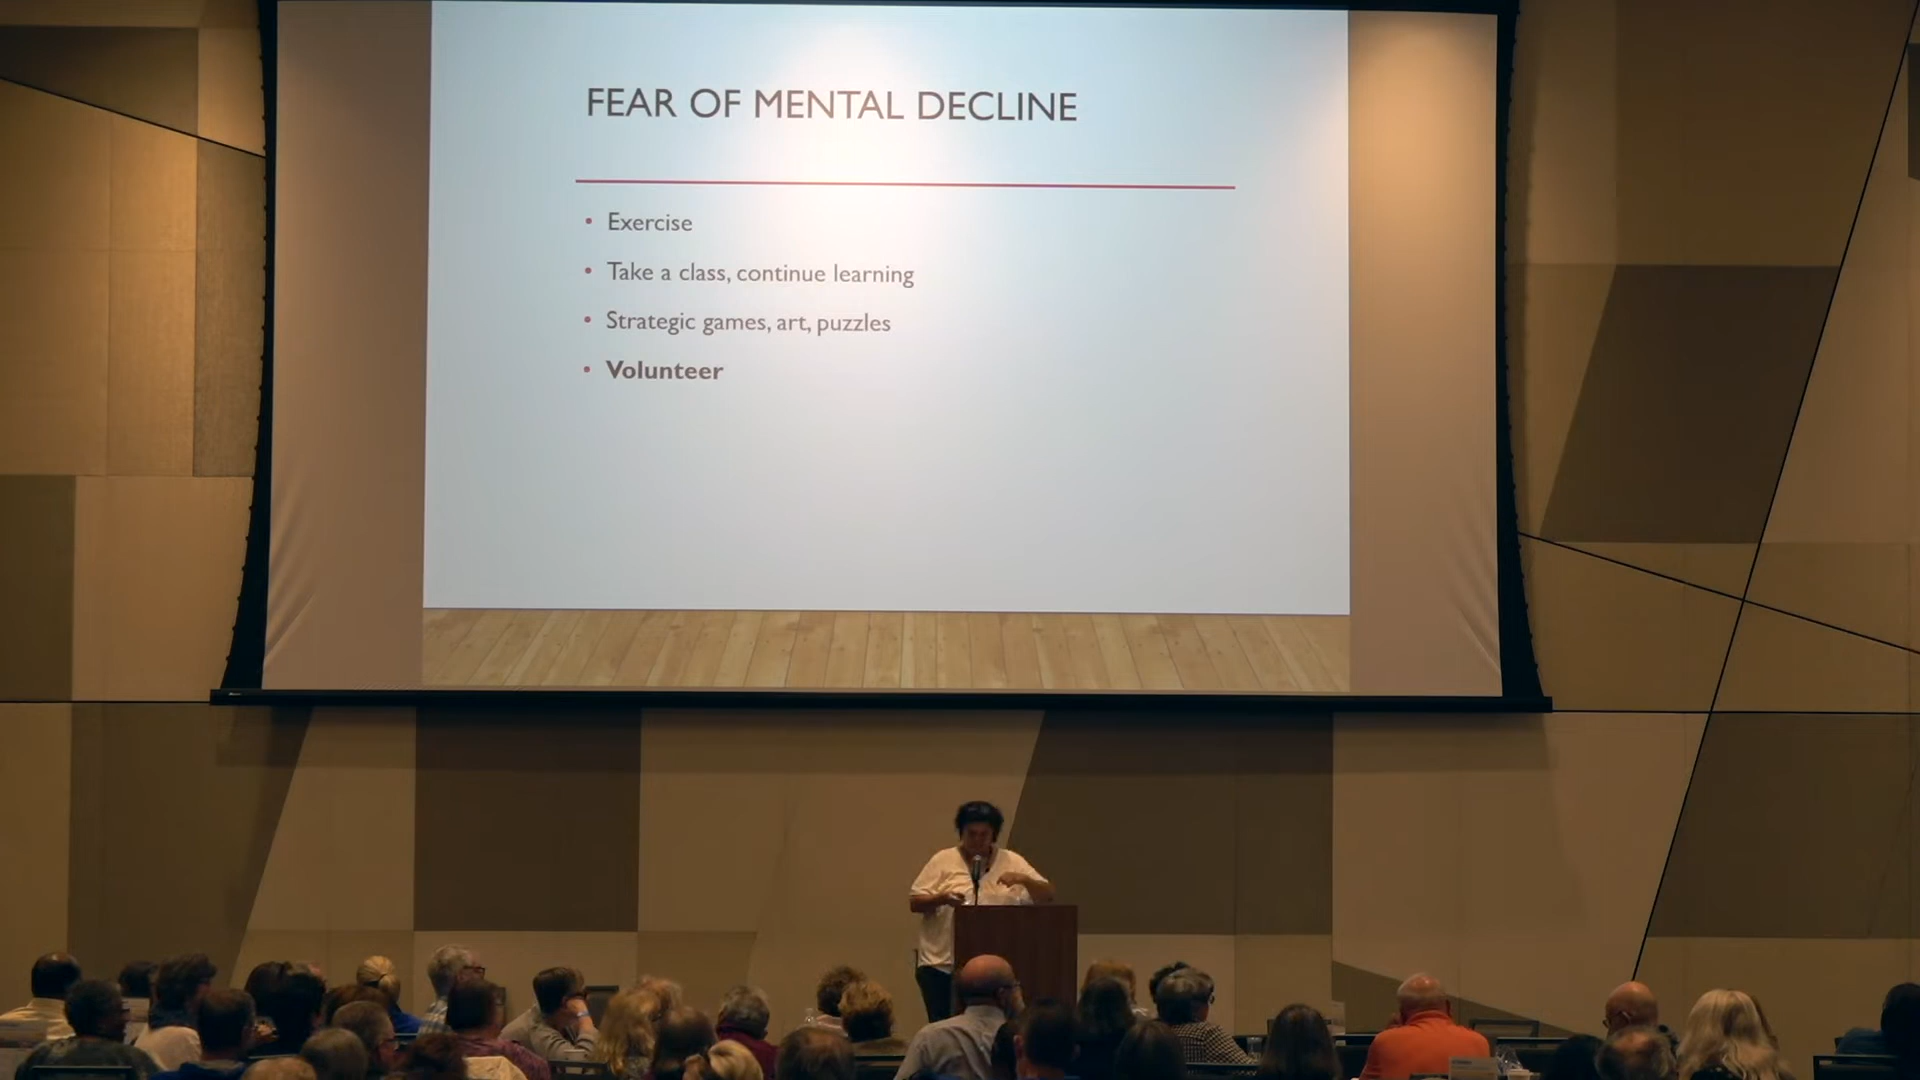 FEAR OF MENTAL DECLINE
• Exercise
• Take a class, continue learning
• Strategic games, art, puzzles
• Volunteer